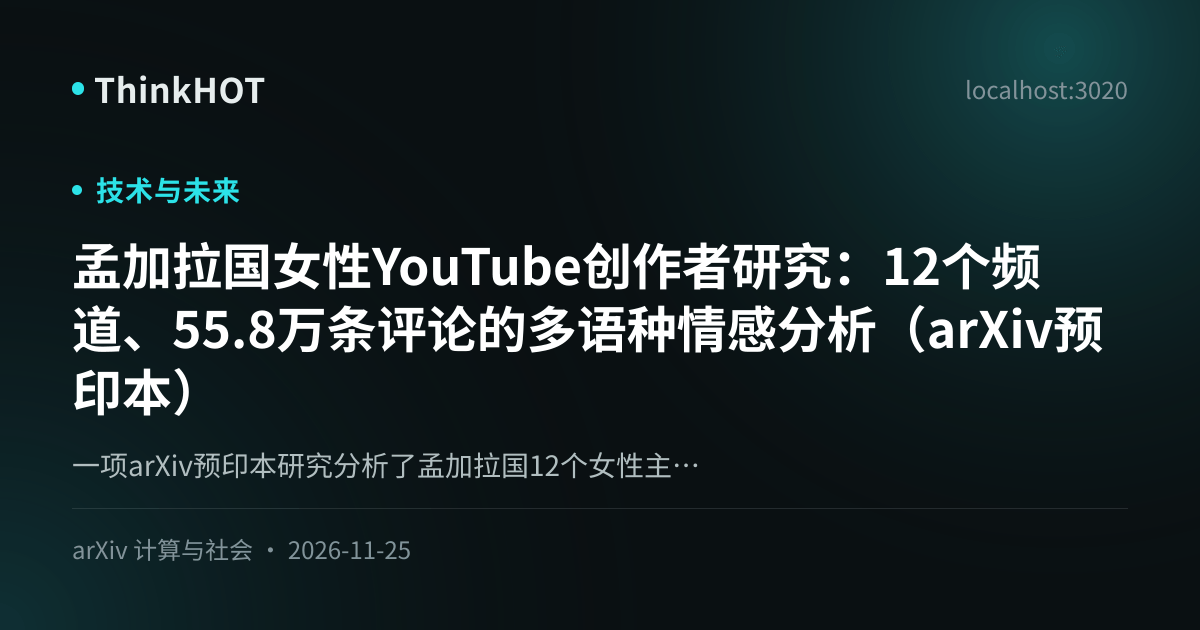 ThinkHOT
localhost:3020
技术与未来
孟加拉国女性YouTube创作者研究：12个频
道、55.8万条评论的多语种情感分析（arXiv预
印本）
一项arXiv预印本研究分析了孟加拉国12个女性主…
arXiv 计算与社会 · 2026-11-25